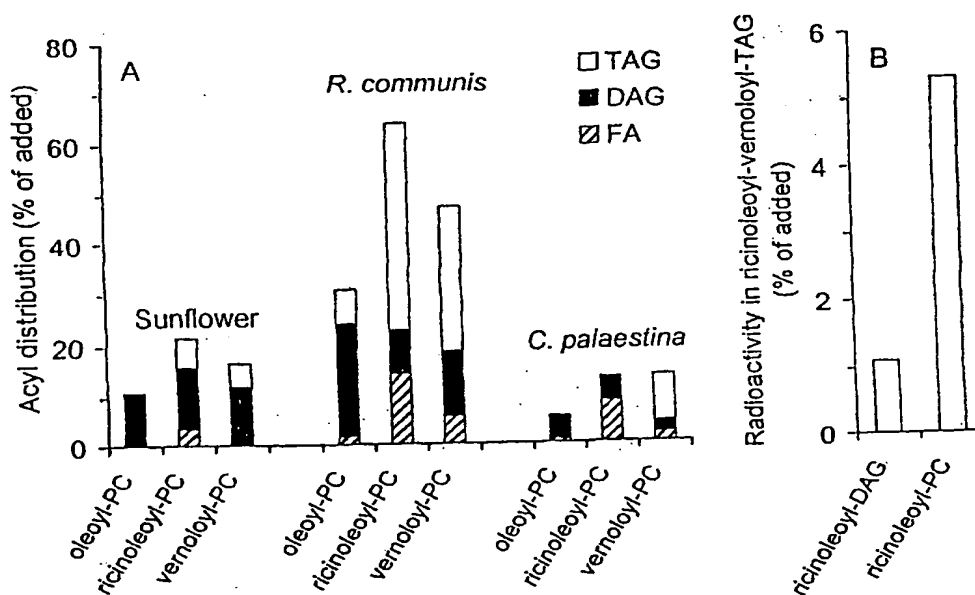 A
80
60
40
20
0
Acyl distribution (% of added)
TAG
DAG
FA
Sunflower
R. communis
C. palaestina
oleoyl-PC
ricinoleoyl-PC
vernoloyl-PC
oleoyl-PC
ricinoleoyl-PC
vernoloyl-PC
oleoyl-PC
ricinoleoyl-PC
vernoloyl-PC
B
6
4
2
0
Radioactivity in ricinoleoyl-vernoloyl-TAG
(% of added)
ricinoleoyl-DAG
ricinoleoyl-PC